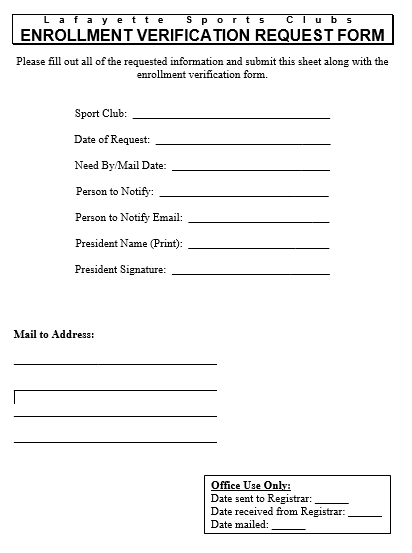 Lafayette Sports Clubs
ENROLLMENT VERIFICATION REQUEST FORM
Please fill out all of the requested information and submit this sheet along with the
enrollment verification form.
Sport Club:
Date of Request:
Need By/Mail Date:
Person to Notify:
Person to Notify Email:
President Name (Print):
President Signature:
Mail to Address:
Office Use Only:
Date sent to Registrar:
Date received from Registrar:
Date mailed: